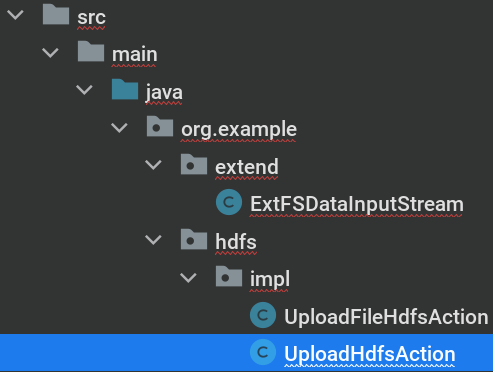 src
main
java
org.example
extend
ExtFSDataInputStream
hdfs
impl
UploadFileHdfsAction
UploadHdfsAction